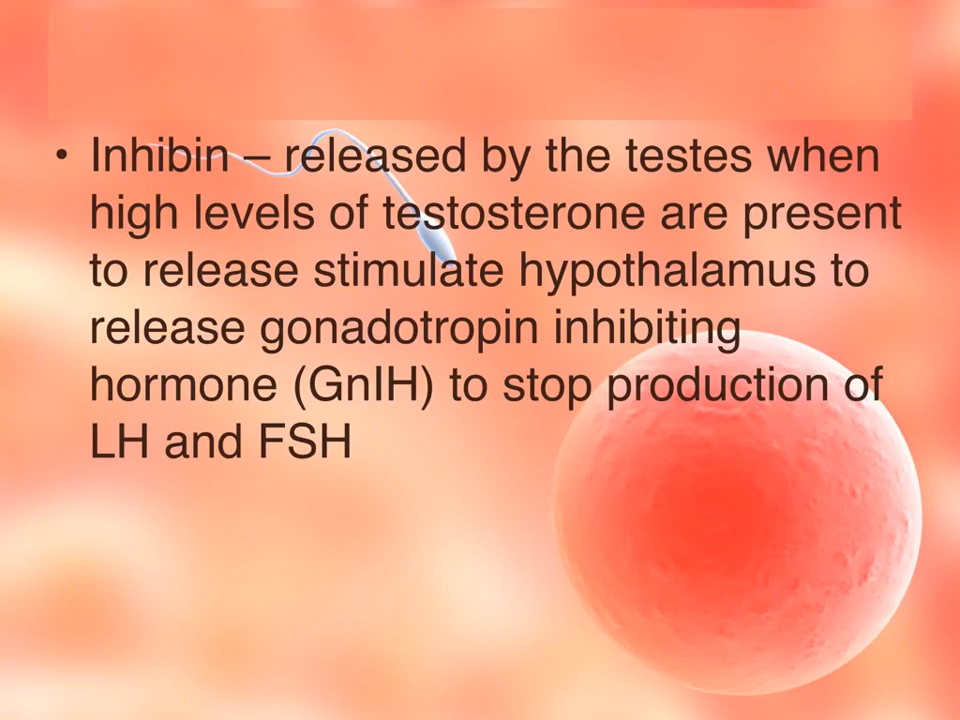 • Inhibin – released by the testes when
high levels of testosterone are present
to release stimulate hypothalamus to
release gonadotropin inhibiting
hormone (GnIH) to stop production of
LH and FSH